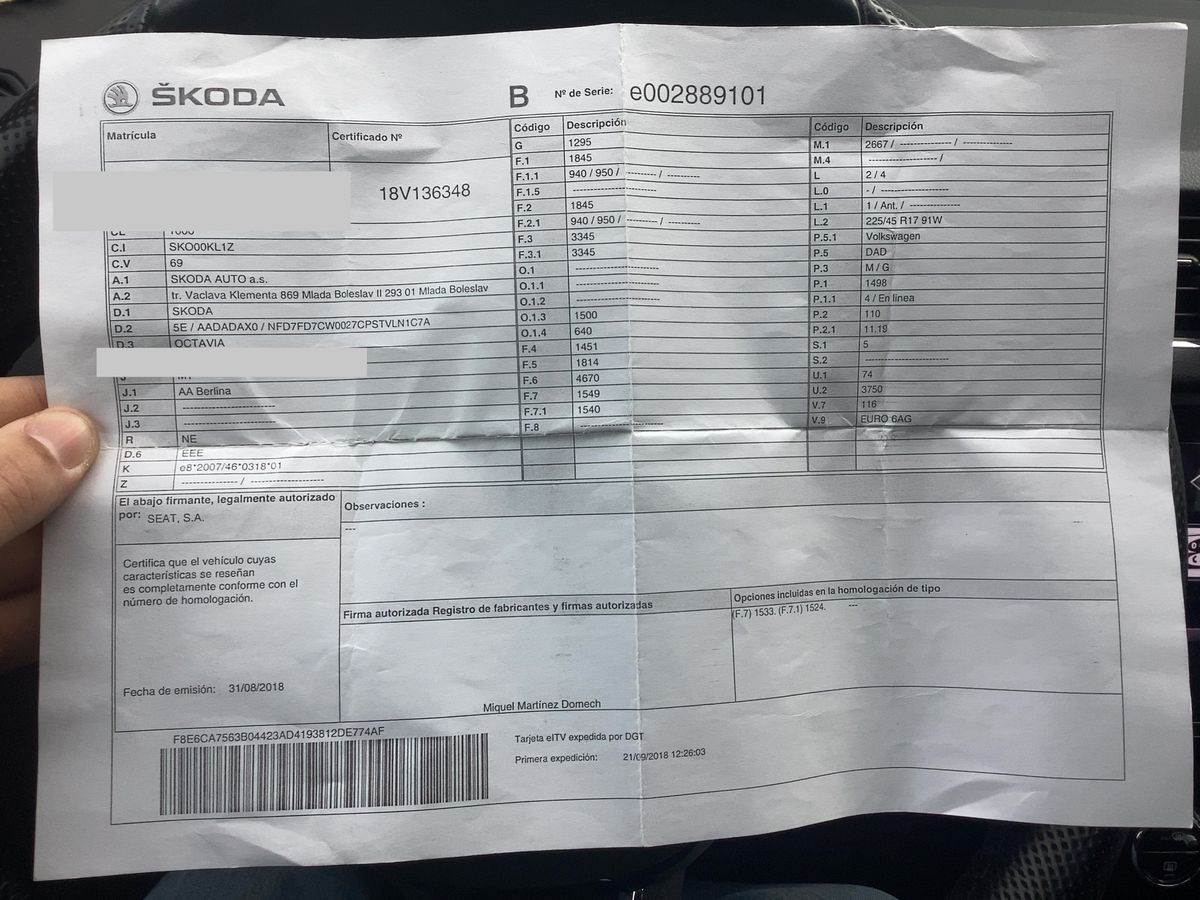 ŠKODA
B Nº de Serie: e002889101
Matrícula Certificado Nº
18V136348
C.I SKO00KL1Z
C.V 69
A.1 SKODA AUTO a.s.
A.2 tr. Vaclava Klementa 869 Mlada Boleslav II 293 01 Mlada Boleslav
D.1 SKODA
D.2 5E / AADADAX0 / NFD7FD7CW0027CPSTVLN1C7A
D.3 OCTAVIA
J.1 AA Berlina
J.2 ------------------------
J.3 ------------------------
R NE
D.6 EEE
K e8*2007/46*0318*01
Z --------------- / --------------------
Código Descripción
G 1295
F.1 1845
F.1.1 940 / 950 / --------- / ---------
F.1.5 ----------------------
F.2 1845
F.2.1 940 / 950 / --------- / ---------
F.3 3345
F.3.1 3345
O.1 ----------------------
O.1.1 ----------------------
O.1.2 ----------------------
O.1.3 1500
O.1.4 640
F.4 1451
F.5 1814
F.6 4670
F.7 1549
F.7.1 1540
F.8 ----------------------
Código Descripción
M.1 2667 / -------------- / -------------
M.4 ------------------ /
L 2 / 4
L.0 - / ------------------
L.1 1 / Ant. / -------------
L.2 225/45 R17 91W
P.5.1 Volkswagen
P.5 DAD
P.3 M / G
P.1 1498
P.1.1 4 / En linea
P.2 110
P.2.1 11.19
S.1 5
S.2 ----------------------
U.1 74
U.2 3750
V.7 116
V.9 EURO 6AG
El abajo firmante, legalmente autorizado
por: SEAT, S.A.
Certifica que el vehículo cuyas
características se reseñan
es completamente conforme con el
número de homologación.
Fecha de emisión: 31/08/2018
Observaciones :
---
---
Firma autorizada Registro de fabricantes y firmas autorizadas
Miguel Martínez Domech
Opciones incluidas en la homologación de tipo
(F.7) 1533. (F.7.1) 1524. ---
F8E6CA7563B04423AD4193812DE774AF
Tarjeta eITV expedida por DGT
Primera expedición: 21/09/2018 12:26:03